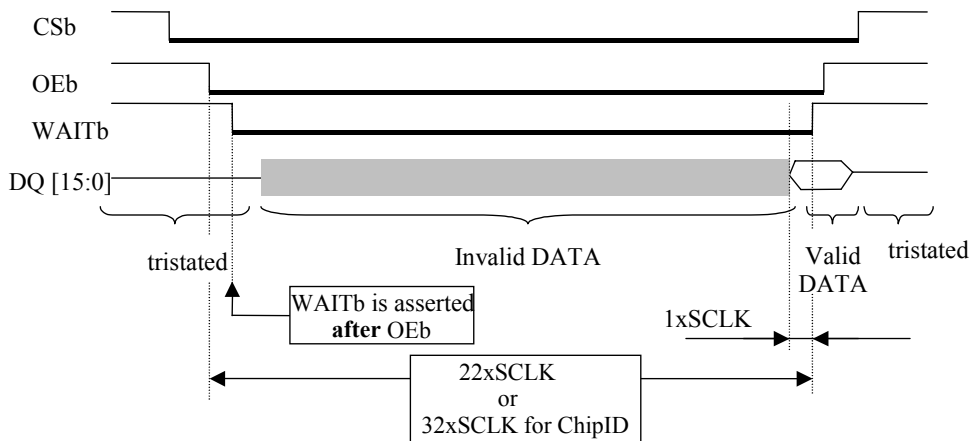 CSb
OEb
WAITb
DQ [15:0]
tristated
Invalid DATA
Valid
DATA
tristated
WAITb is asserted
after OEb
1xSCLK
22xSCLK
or
32xSCLK for ChipID